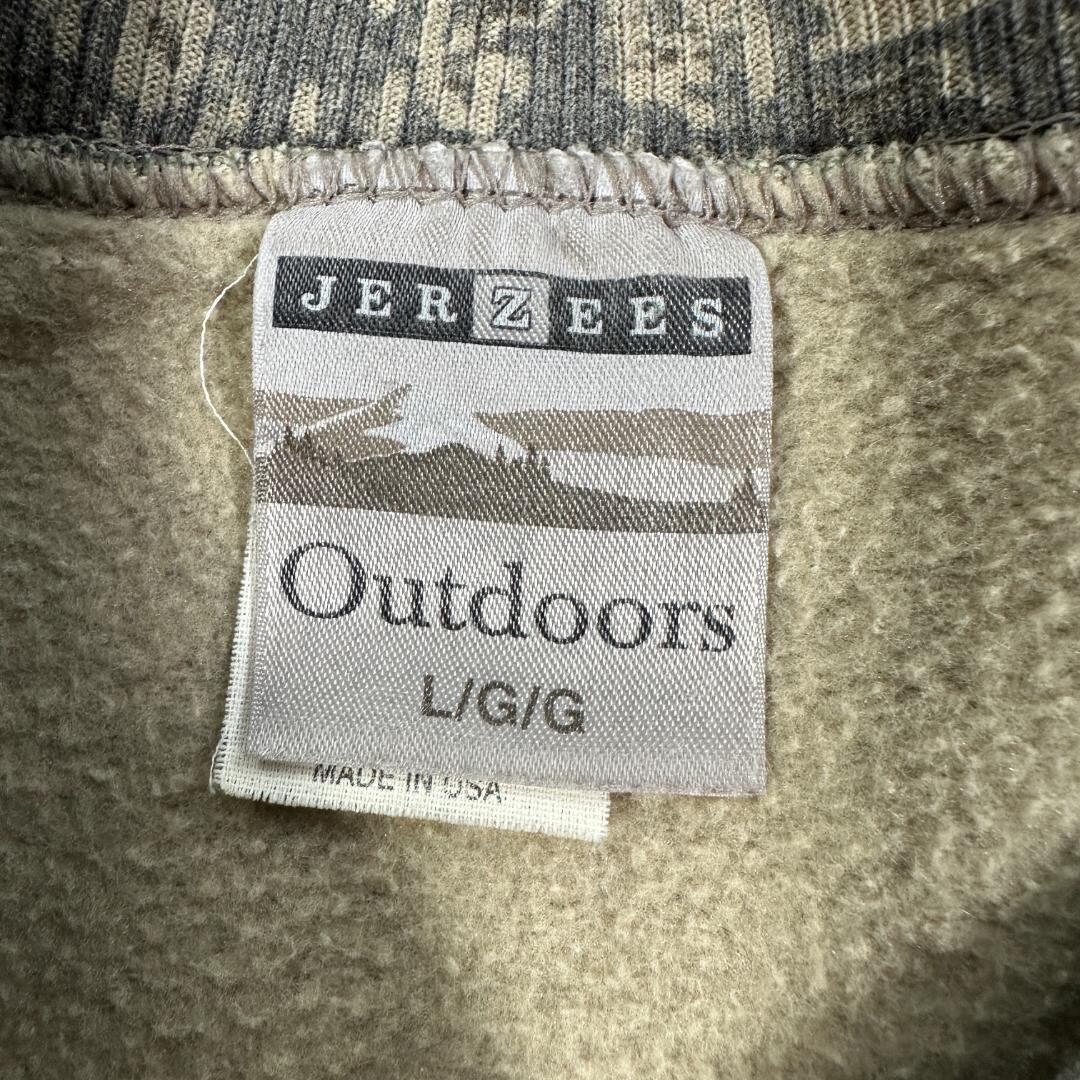 JERZEES
Outdoors
L/G/G
MADE IN USA